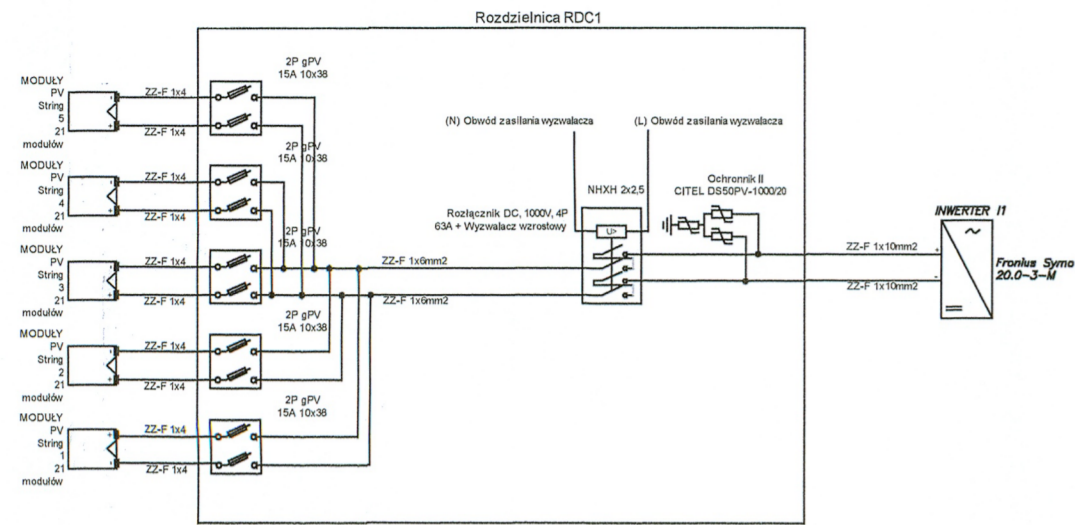 Rozdzielnica RDC1
MODUŁY
PV
String
5
21
modułów
ZZ-F 1x4
ZZ-F 1x4
2P gPV
15A 10x38
MODUŁY
PV
String
4
21
modułów
ZZ-F 1x4
ZZ-F 1x4
2P gPV
15A 10x38
MODUŁY
PV
String
3
21
modułów
ZZ-F 1x4
ZZ-F 1x4
2P gPV
15A 10x38
MODUŁY
PV
String
2
21
modułów
ZZ-F 1x4
ZZ-F 1x4
2P gPV
15A 10x38
MODUŁY
PV
String
1
21
modułów
ZZ-F 1x4
ZZ-F 1x4
2P gPV
15A 10x38
ZZ-F 1x6mm2
ZZ-F 1x6mm2
(N) Obwód zasilania wyzwalacza
(L) Obwód zasilania wyzwalacza
NHXH 2x2,5
Rozłącznik DC, 1000V, 4P
63A + Wyzwalacz wzrostowy
U>
Ochronnik II
CITEL DS50PV-1000/20
ZZ-F 1x10mm2
ZZ-F 1x10mm2
INWERTER I1
+
-
Fronius Symo
20.0-3-M